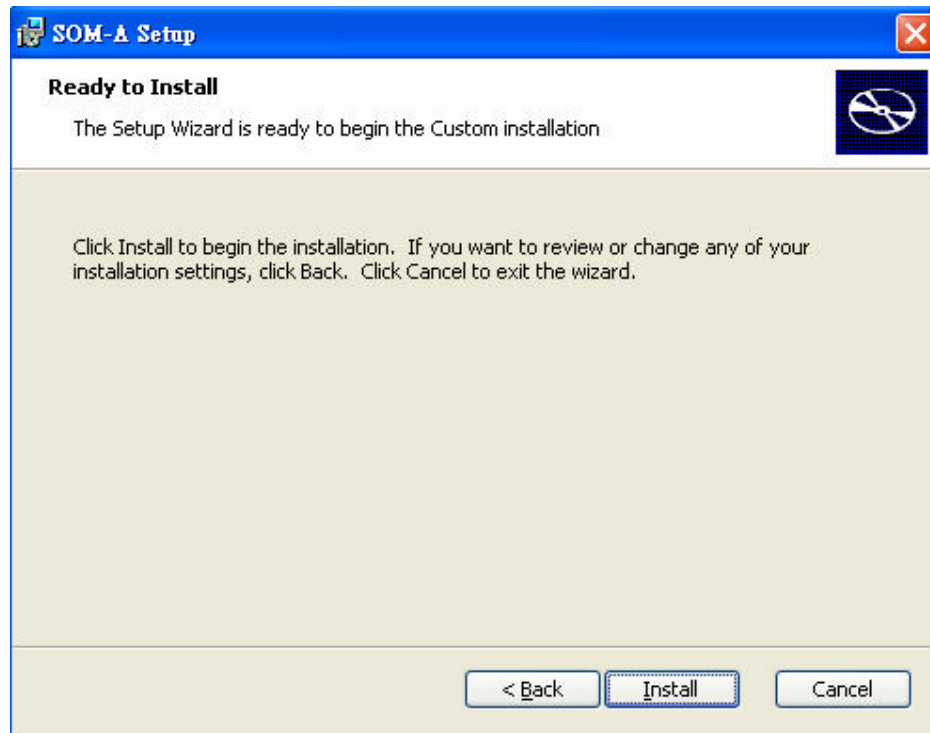 SOM-A Setup
Ready to Install
The Setup Wizard is ready to begin the Custom installation
Click Install to begin the installation.  If you want to review or change any of your
installation settings, click Back.  Click Cancel to exit the wizard.
< Back Install Cancel